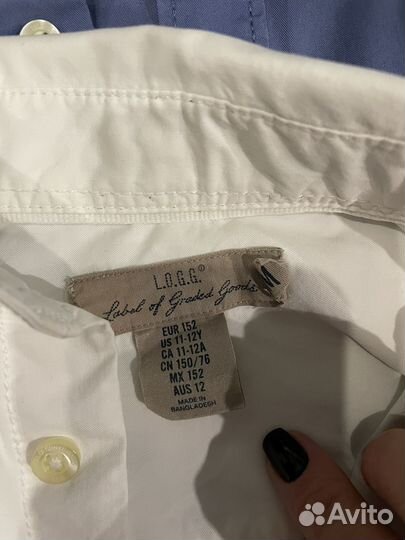 L.O.G.G.®
Label of Graded Goods
EUR 152
US 11-12Y
CA 11-12A
CN 150/76
MX 152
AUS 12
MADE IN
BANGLADESH
Avito